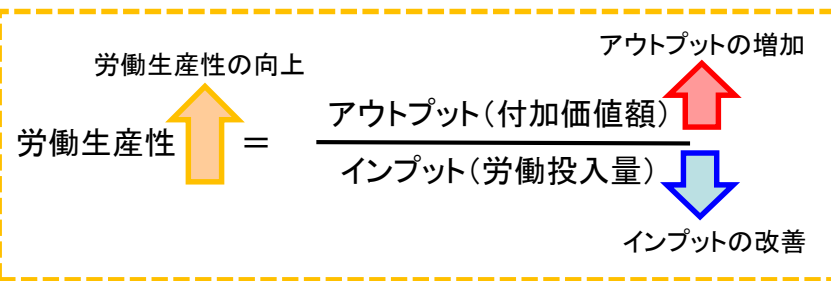 アウトプットの増加
労働生産性の向上
アウトプット（付加価値額）
労働生産性 ＝
インプット（労働投入量）
インプットの改善